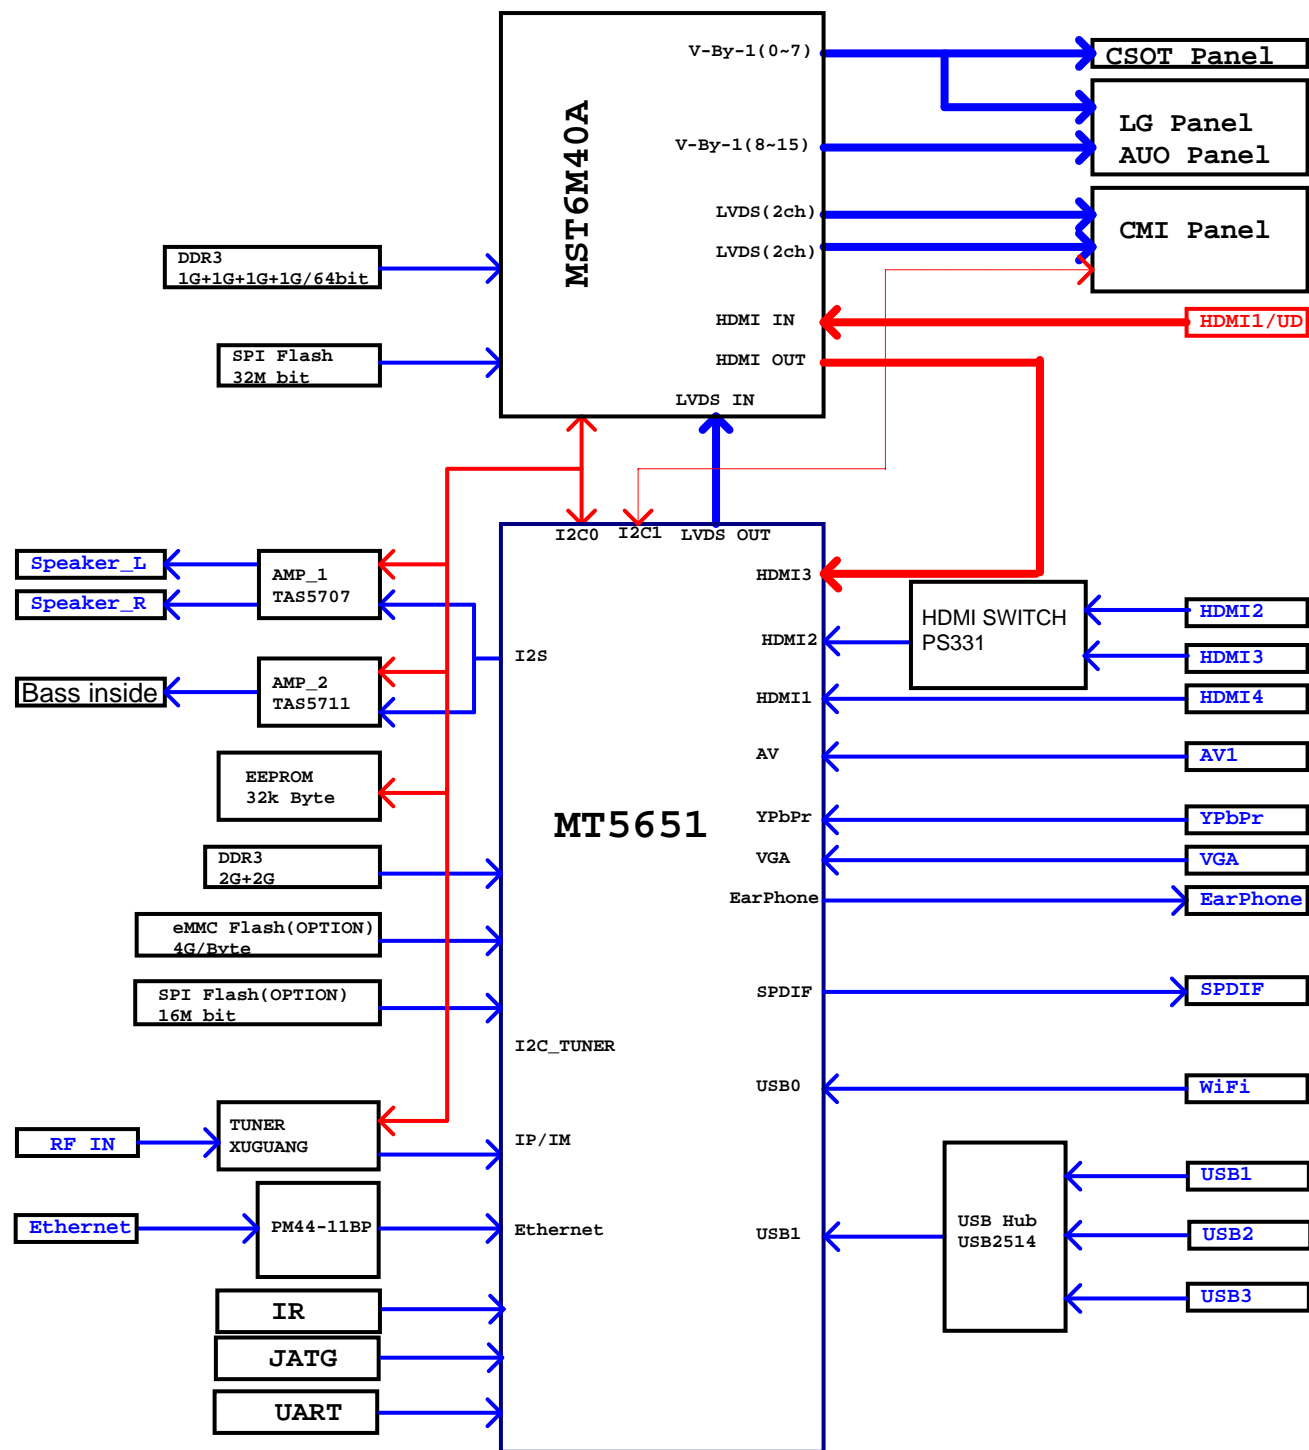 V-By-1(0~7)
CSOT Panel
LG Panel
AUO Panel
V-By-1(8~15)
MST6M40A
LVDS(2ch)
LVDS(2ch)
CMI Panel
DDR3
1G+1G+1G+1G/64bit
HDMI IN
HDMI1/UD
SPI Flash
32M bit
HDMI OUT
LVDS IN
I2C0
I2C1
LVDS OUT
Speaker_L
Speaker_R
AMP_1
TAS5707
HDMI3
HDMI SWITCH
PS331
HDMI2
HDMI2
HDMI3
I2S
Bass inside
AMP_2
TAS5711
HDMI1
HDMI4
AV
AV1
EEPROM
32k Byte
MT5651
YPbPr
YPbPr
VGA
VGA
DDR3
2G+2G
EarPhone
EarPhone
eMMC Flash(OPTION)
4G/Byte
SPI Flash(OPTION)
16M bit
SPDIF
SPDIF
I2C_TUNER
USB0
WiFi
RF IN
TUNER
XUGUANG
IP/IM
USB1
Ethernet
PM44-11BP
Ethernet
USB1
USB Hub
USB2514
USB2
USB3
IR
JATG
UART